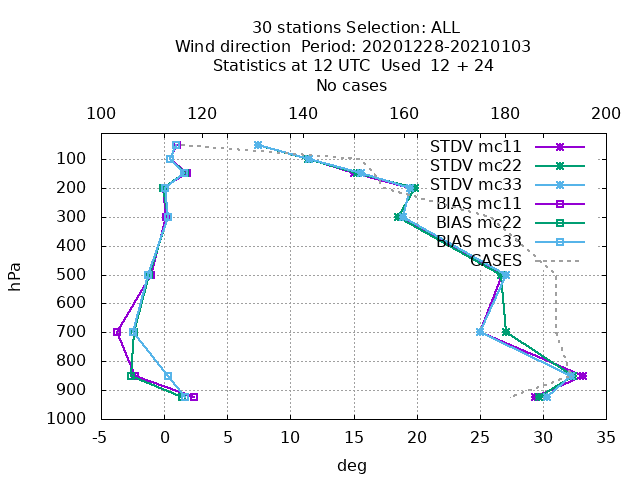 30 stations Selection: ALL
Wind direction  Period: 20201228-20210103
Statistics at 12 UTC  Used  12 + 24
No cases
100 120 140 160 180 200
STDV mc11
STDV mc22
STDV mc33
BIAS mc11
BIAS mc22
BIAS mc33
CASES
hPa
100
200
300
400
500
600
700
800
900
1000
-5 0 5 10 15 20 25 30 35
deg